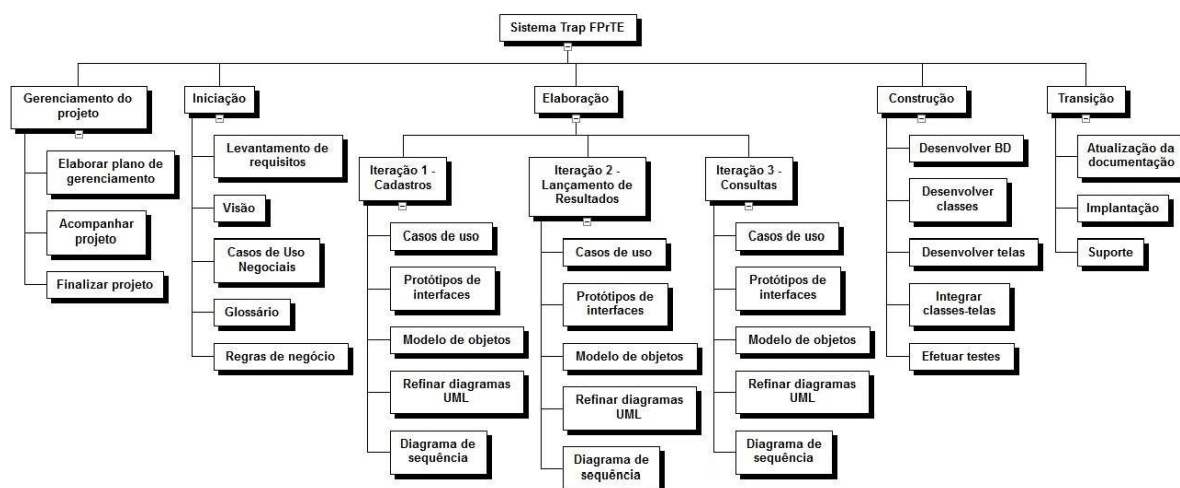 Sistema Trap FPrTE
Gerenciamento do
projeto
Elaborar plano de
gerenciamento
Acompanhar
projeto
Finalizar projeto
Iniciação
Levantamento de
requisitos
Visão
Casos de Uso
Negociais
Glossário
Regras de negócio
Elaboração
Iteração 1 -
Cadastros
Casos de uso
Protótipos de
interfaces
Modelo de objetos
Refinar diagramas
UML
Diagrama de
sequência
Iteração 2 -
Lançamento de
Resultados
Casos de uso
Protótipos de
interfaces
Modelo de objetos
Refinar diagramas
UML
Diagrama de
sequência
Iteração 3 -
Consultas
Casos de uso
Protótipos de
interfaces
Modelo de objetos
Refinar diagramas
UML
Diagrama de
sequência
Construção
Desenvolver BD
Desenvolver
classes
Desenvolver telas
Integrar
classes-telas
Efetuar testes
Transição
Atualização da
documentação
Implantação
Suporte